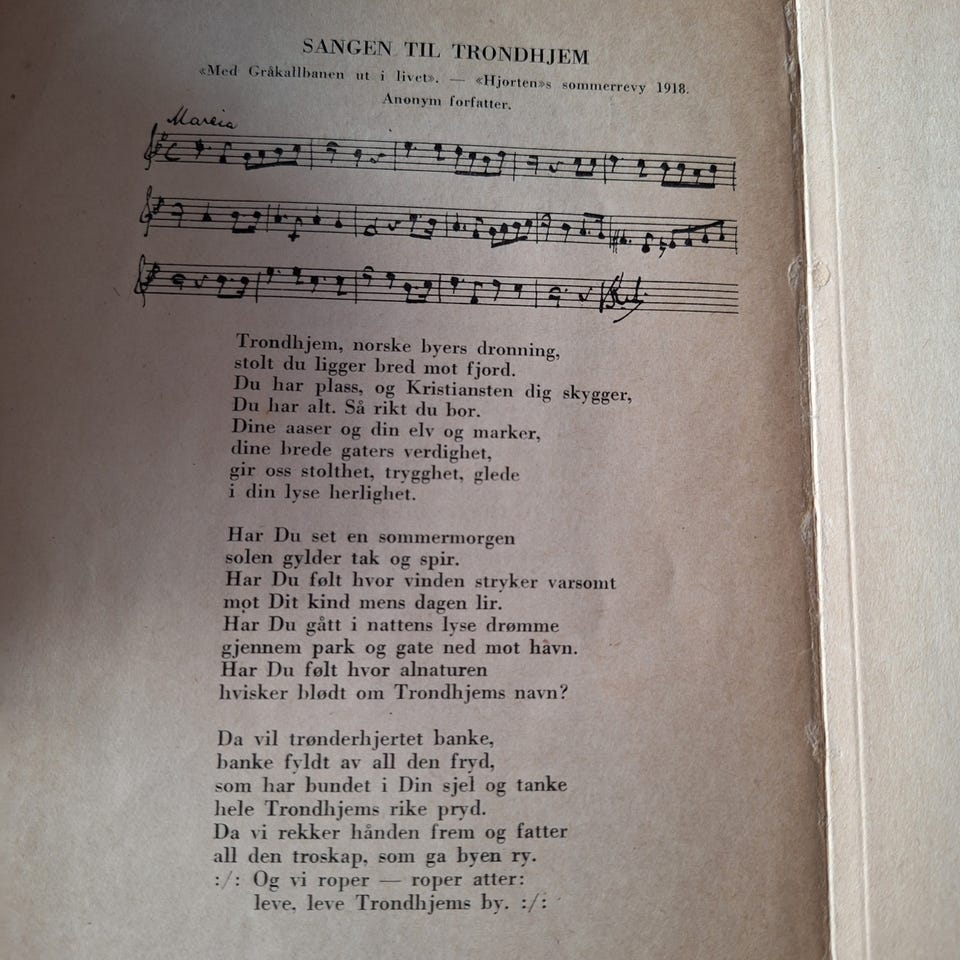 SANGEN TIL TRONDHJEM
«Med Gråkallbanen ut i livet». — «Hjorten»s sommerrevy 1918.
Anonym forfatter.
Marcia
Trondhjem, norske byers dronning,
stolt du ligger bred mot fjord.
Du har plass, og Kristiansten dig skygger,
Du har alt. Så rikt du bor.
Dine aaser og din elv og marker,
dine brede gaters verdighet,
gir oss stolthet, trygghet, glede
i din lyse herlighet.
Har Du set en sommermorgen
solen gylder tak og spir.
Har Du følt hvor vinden stryker varsomt
mot Dit kind mens dagen lir.
Har Du gått i nattens lyse drømme
gjennem park og gate ned mot havn.
Har Du følt hvor alnaturen
hvisker blødt om Trondhjems navn?
Da vil trønderhjertet banke,
banke fyldt av all den fryd,
som har bundet i Din sjel og tanke
hele Trondhjems rike pryd.
Da vi rekker hånden frem og fatter
all den troskap, som ga byen ry.
:/: Og vi roper — roper atter:
leve, leve Trondhjems by. :/: